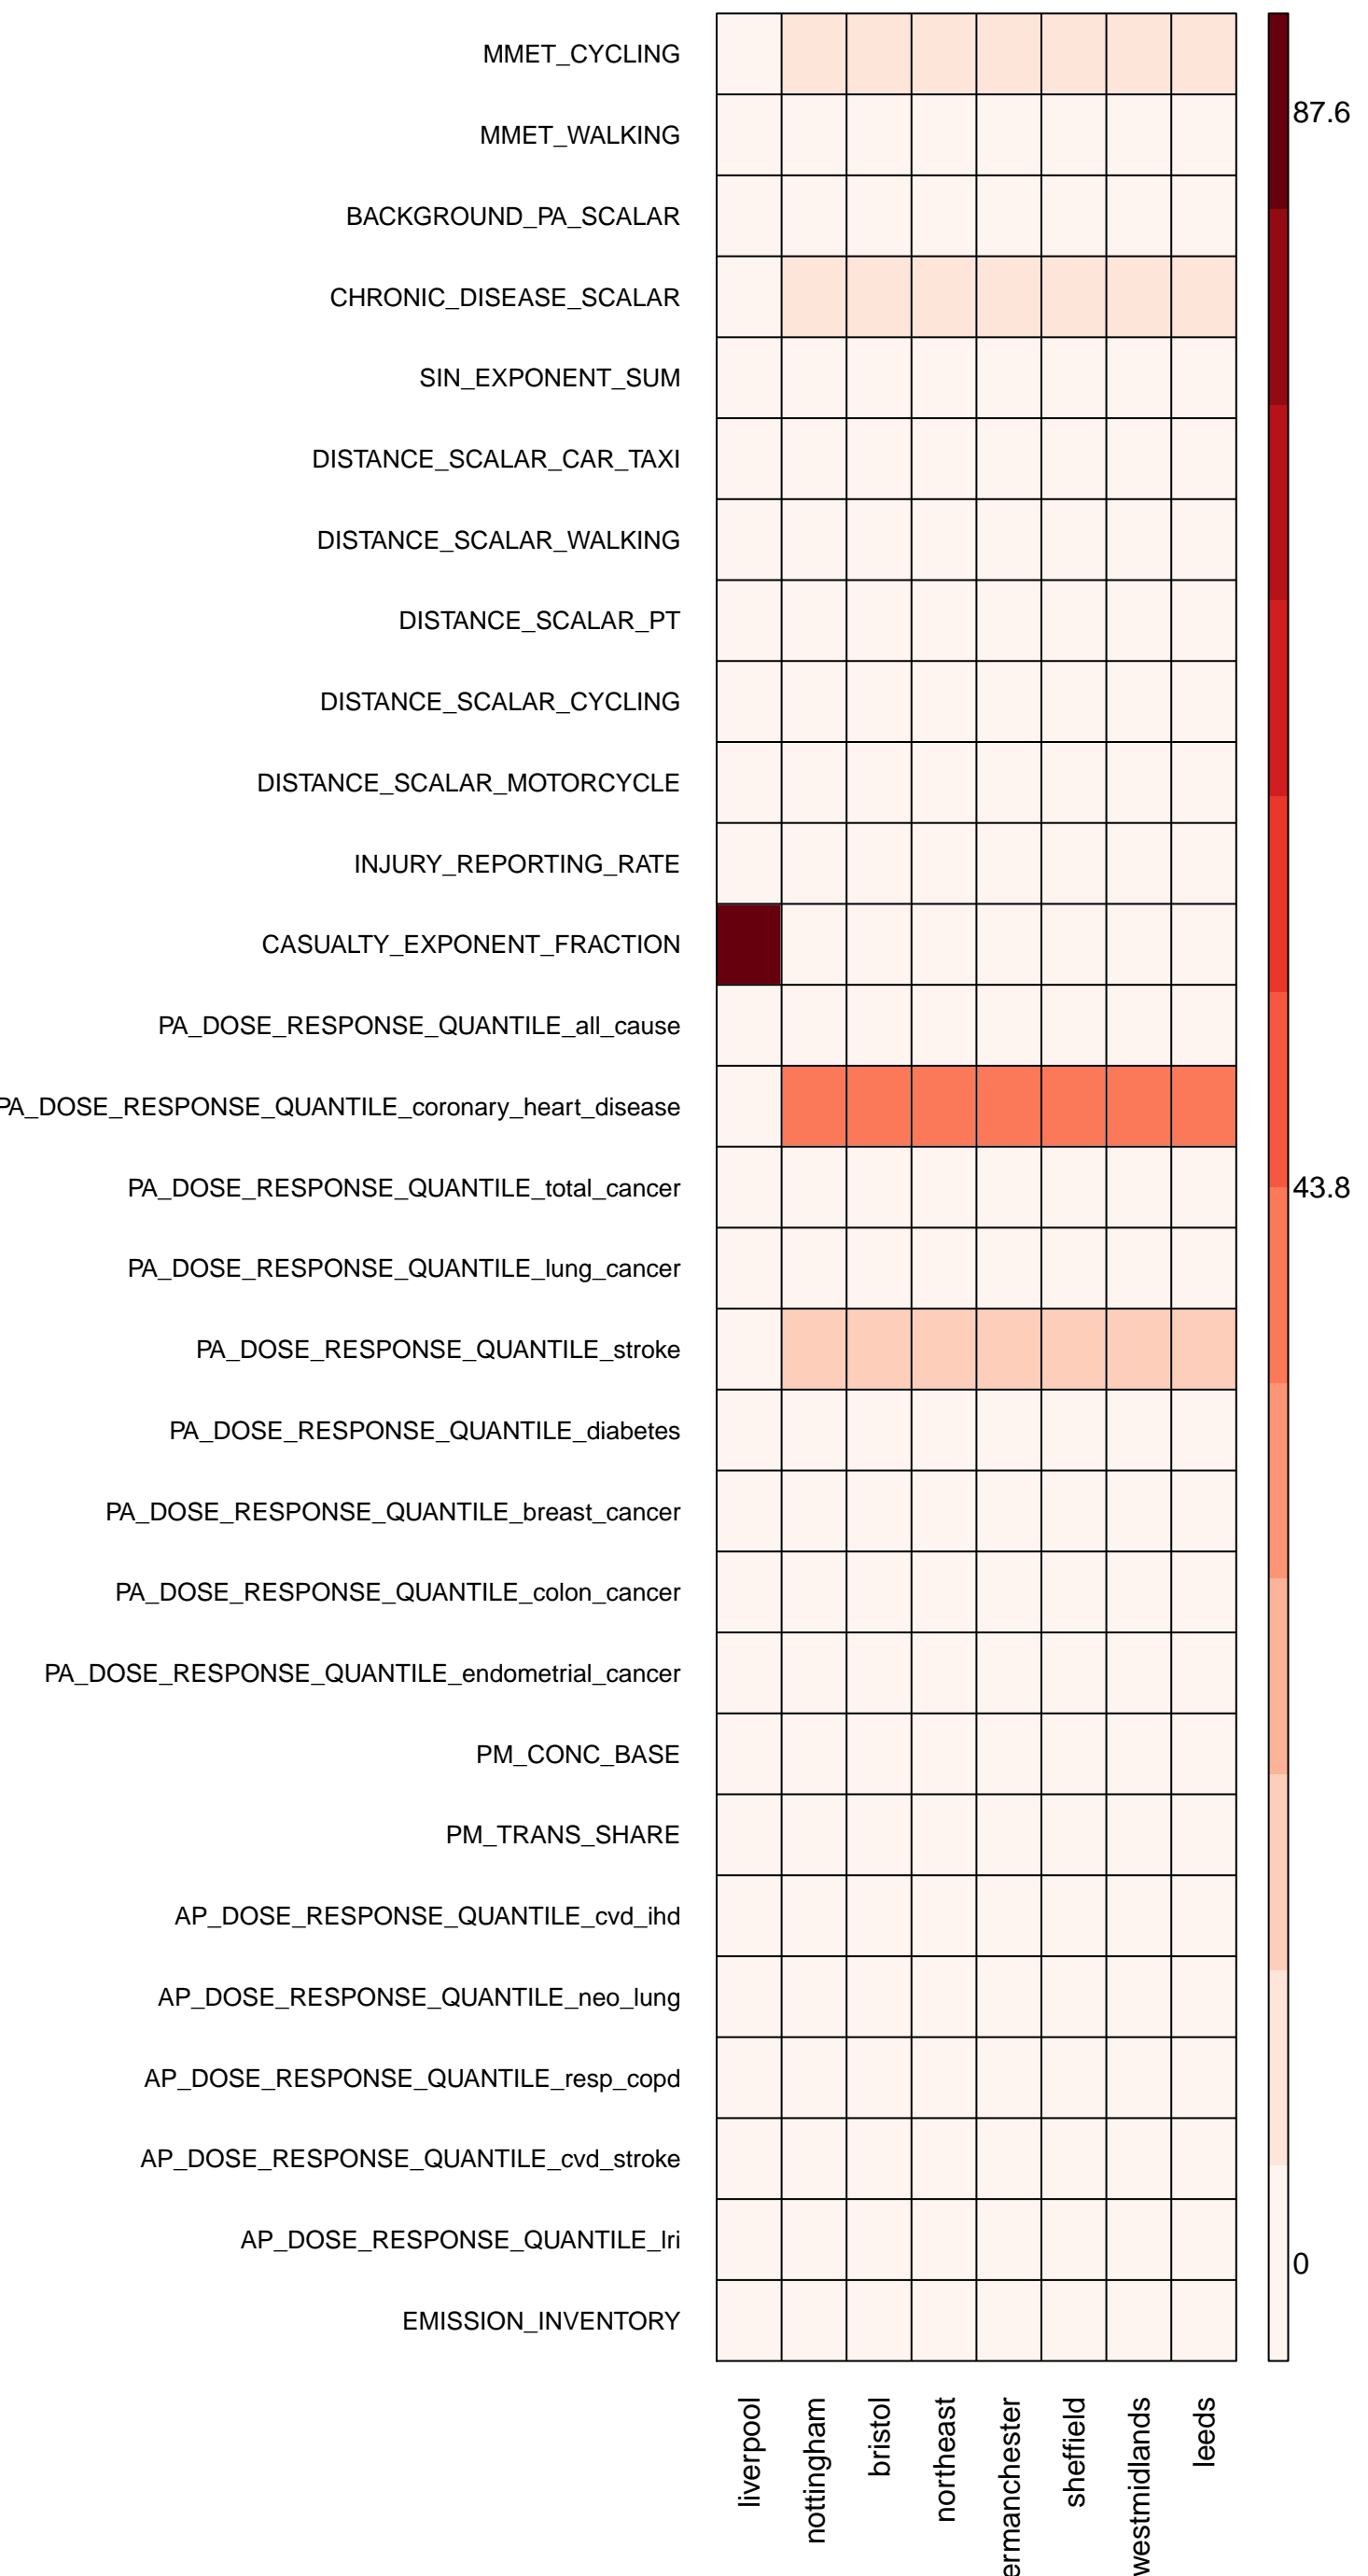 MMET_CYCLING
87.6
MMET_WALKING
BACKGROUND_PA_SCALAR
CHRONIC_DISEASE_SCALAR
SIN_EXPONENT_SUM
DISTANCE_SCALAR_CAR_TAXI
DISTANCE_SCALAR_WALKING
DISTANCE_SCALAR_PT
DISTANCE_SCALAR_CYCLING
DISTANCE_SCALAR_MOTORCYCLE
INJURY_REPORTING_RATE
CASUALTY_EXPONENT_FRACTION
PA_DOSE_RESPONSE_QUANTILE_all_cause
PA_DOSE_RESPONSE_QUANTILE_coronary_heart_disease
PA_DOSE_RESPONSE_QUANTILE_total_cancer
43.8
PA_DOSE_RESPONSE_QUANTILE_lung_cancer
PA_DOSE_RESPONSE_QUANTILE_stroke
PA_DOSE_RESPONSE_QUANTILE_diabetes
PA_DOSE_RESPONSE_QUANTILE_breast_cancer
PA_DOSE_RESPONSE_QUANTILE_colon_cancer
PA_DOSE_RESPONSE_QUANTILE_endometrial_cancer
PM_CONC_BASE
PM_TRANS_SHARE
AP_DOSE_RESPONSE_QUANTILE_cvd_ihd
AP_DOSE_RESPONSE_QUANTILE_neo_lung
AP_DOSE_RESPONSE_QUANTILE_resp_copd
AP_DOSE_RESPONSE_QUANTILE_cvd_stroke
AP_DOSE_RESPONSE_QUANTILE_lri
0
EMISSION_INVENTORY
liverpool
nottingham
bristol
northeast
ermanchester
sheffield
westmidlands
leeds